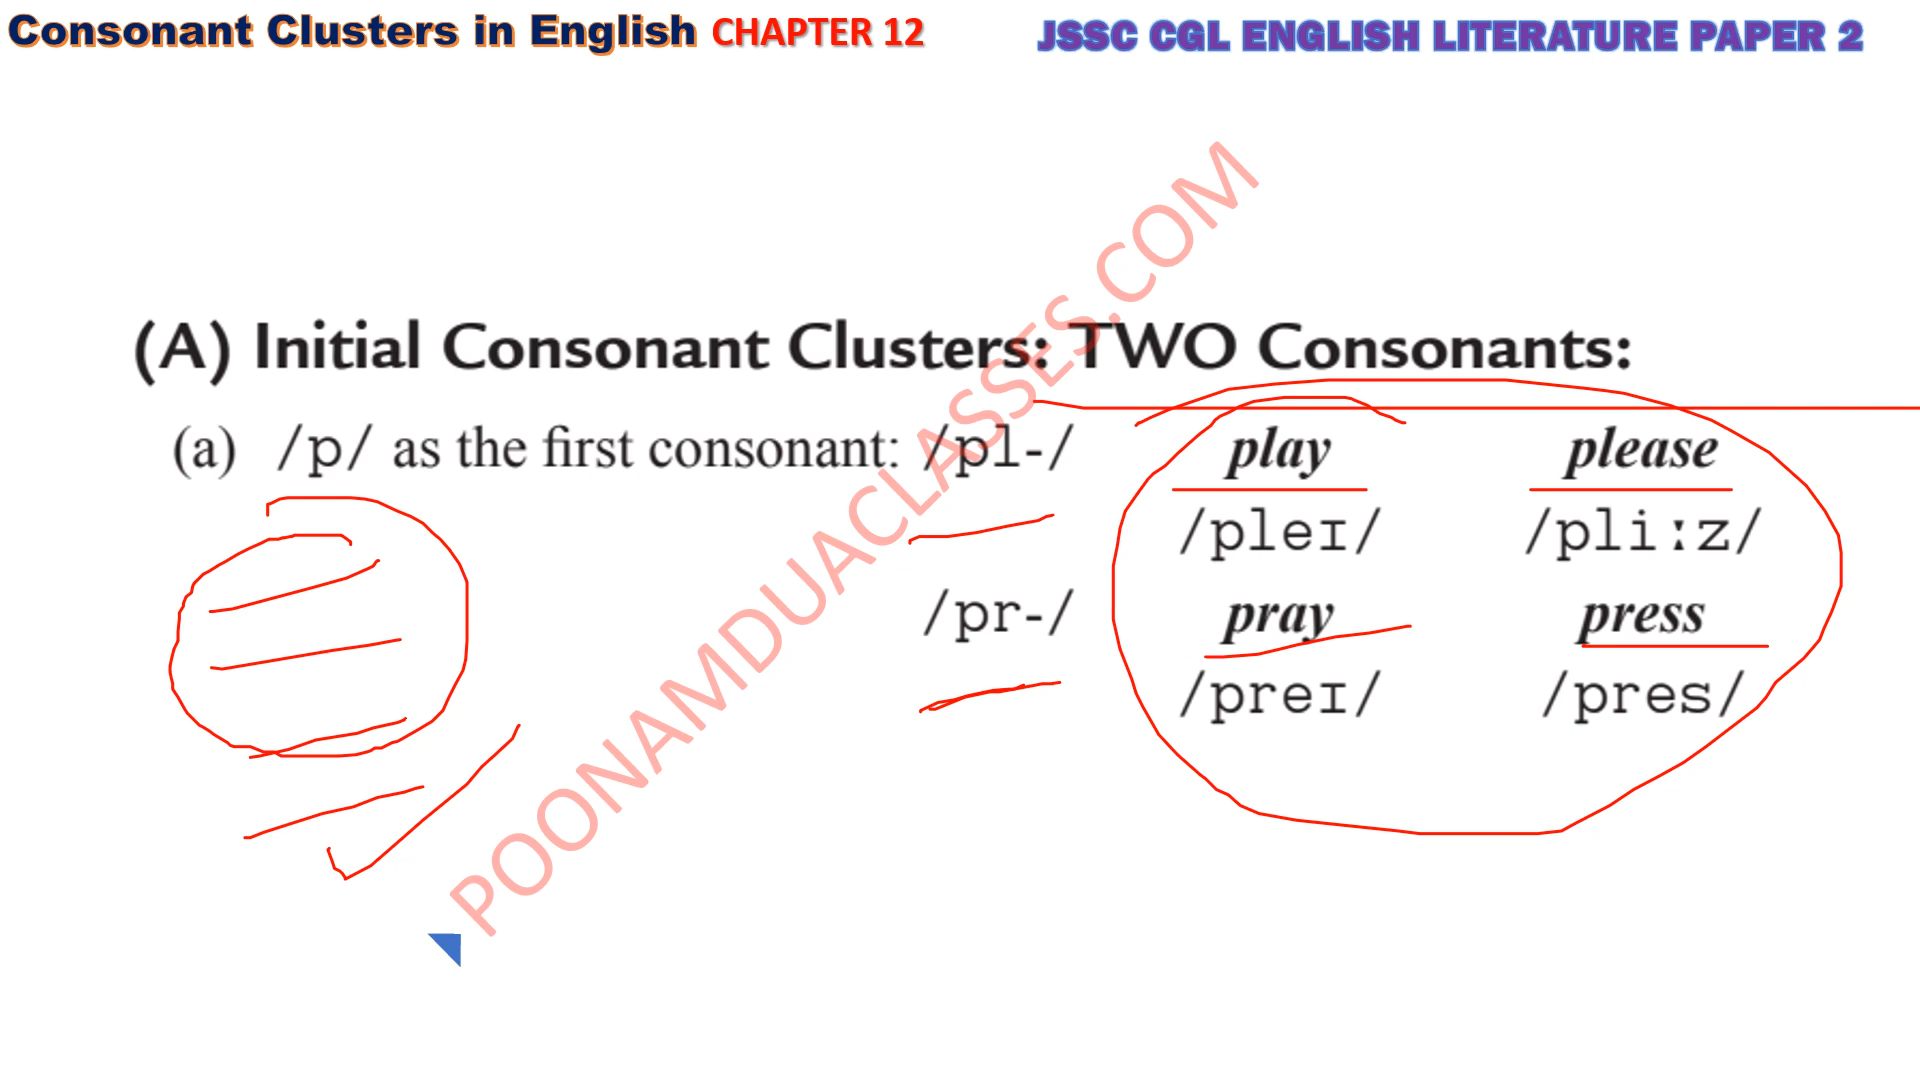 Consonant Clusters in English CHAPTER 12
JSSC CGL ENGLISH LITERATURE PAPER 2
(A) Initial Consonant Clusters: TWO Consonants:
(a) /p/ as the first consonant: /pl-/ play please
/pleɪ/ /pliːz/
/pr-/ pray press
/preɪ/ /pres/
POONAMDUACLASSES.COM